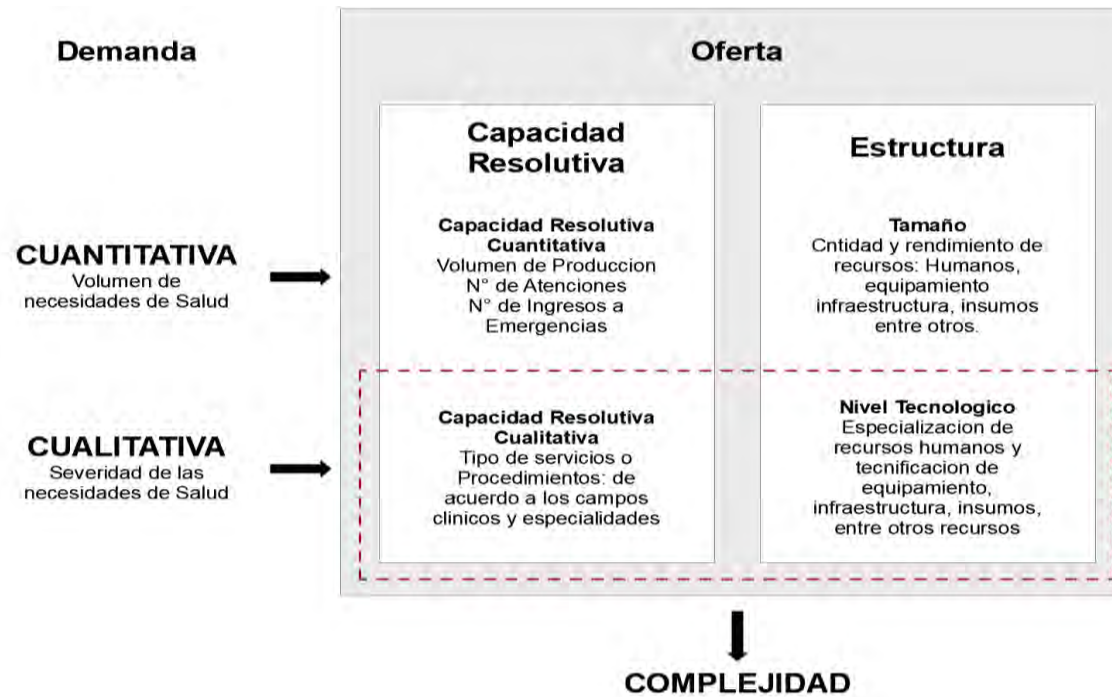 Demanda
Oferta
Capacidad
Resolutiva
Estructura
CUANTITATIVA
Volumen de
necesidades de Salud
Capacidad Resolutiva
Cuantitativa
Volumen de Produccion
N° de Atenciones
N° de Ingresos a
Emergencias
Tamaño
Cntidad y rendimiento de
recursos: Humanos,
equipamiento
infraestructura, insumos
entre otros.
CUALITATIVA
Severidad de las
necesidades de Salud
Capacidad Resolutiva
Cualitativa
Tipo de servicios o
Procedimientos: de
acuerdo a los campos
clinicos y especialidades
Nivel Tecnologico
Especializacion de
recursos humanos y
tecnificacion de
equipamiento,
infraestructura, insumos,
entre otros recursos
COMPLEJIDAD